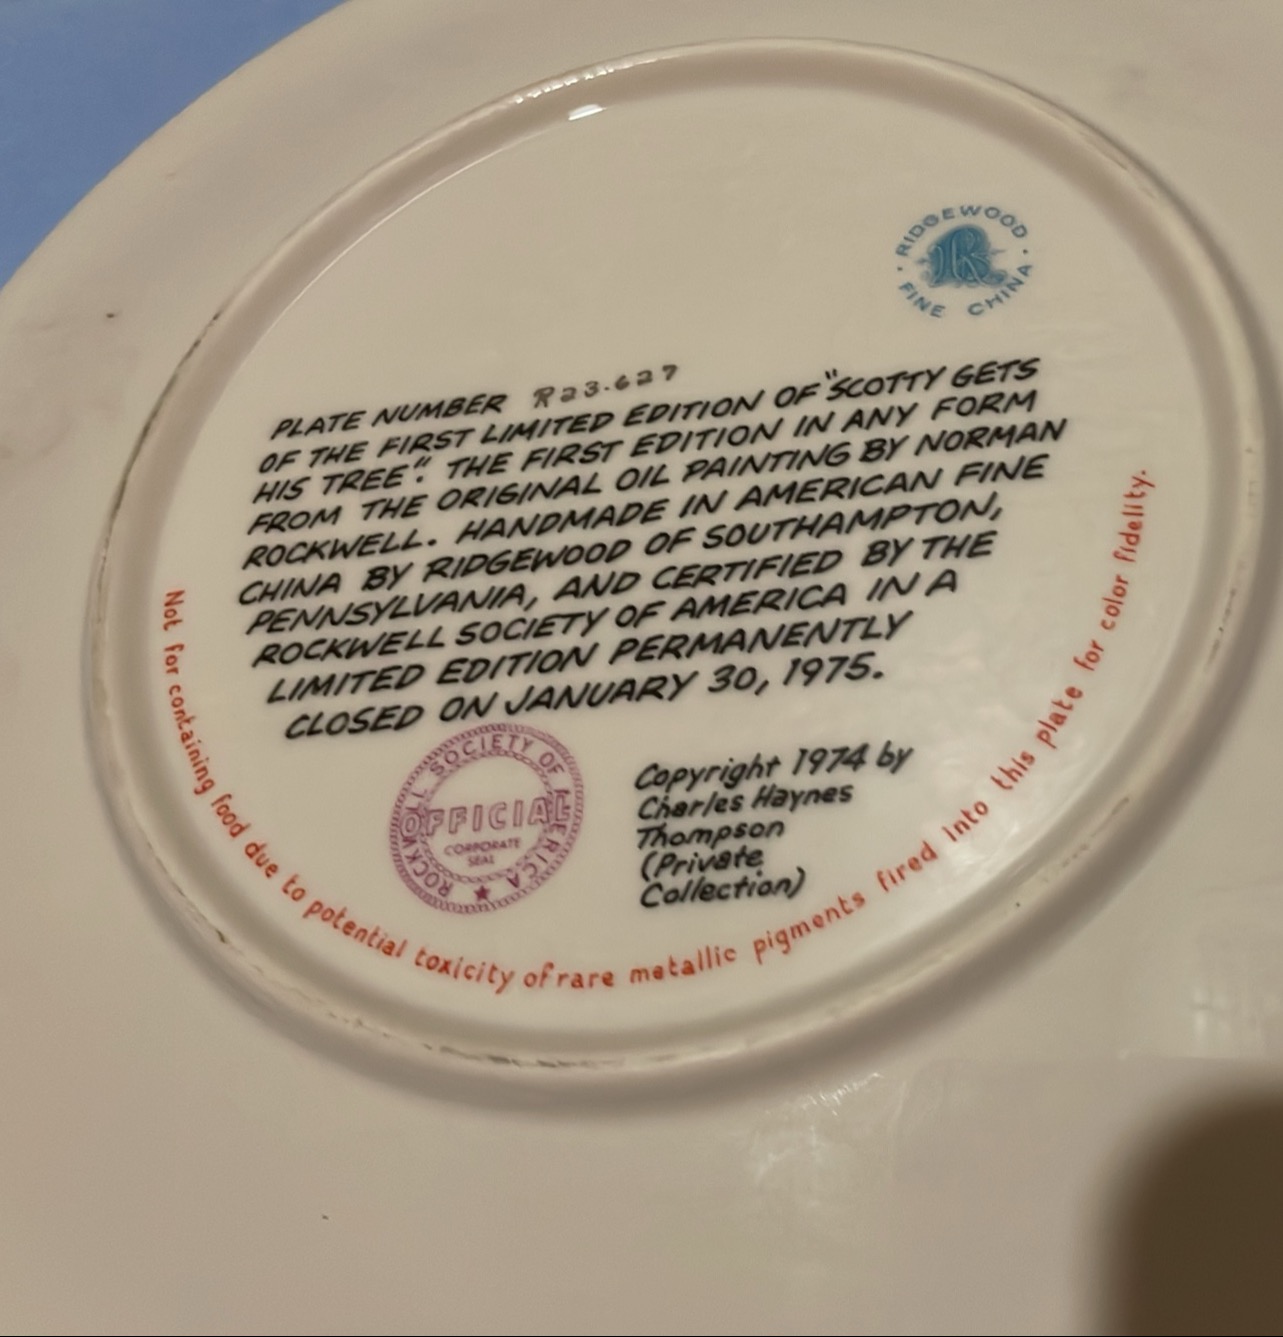 RIDGEWOOD
R
FINE CHINA
PLATE NUMBER R23.627
OF THE FIRST LIMITED EDITION OF "SCOTTY GETS
HIS TREE". THE FIRST EDITION IN ANY FORM
FROM THE ORIGINAL OIL PAINTING BY NORMAN
ROCKWELL. HANDMADE IN AMERICAN FINE
CHINA BY RIDGEWOOD OF SOUTHAMPTON,
PENNSYLVANIA, AND CERTIFIED BY THE
ROCKWELL SOCIETY OF AMERICA IN A
LIMITED EDITION PERMANENTLY
CLOSED ON JANUARY 30, 1975.
ROCKWELL SOCIETY OF AMERICA
OFFICIAL
CORPORATE
SEAL
Copyright 1974 by
Charles Haynes
Thompson
(Private
Collection)
Not for containing food due to potential toxicity of rare metallic pigments fired into this plate for color fidelity.